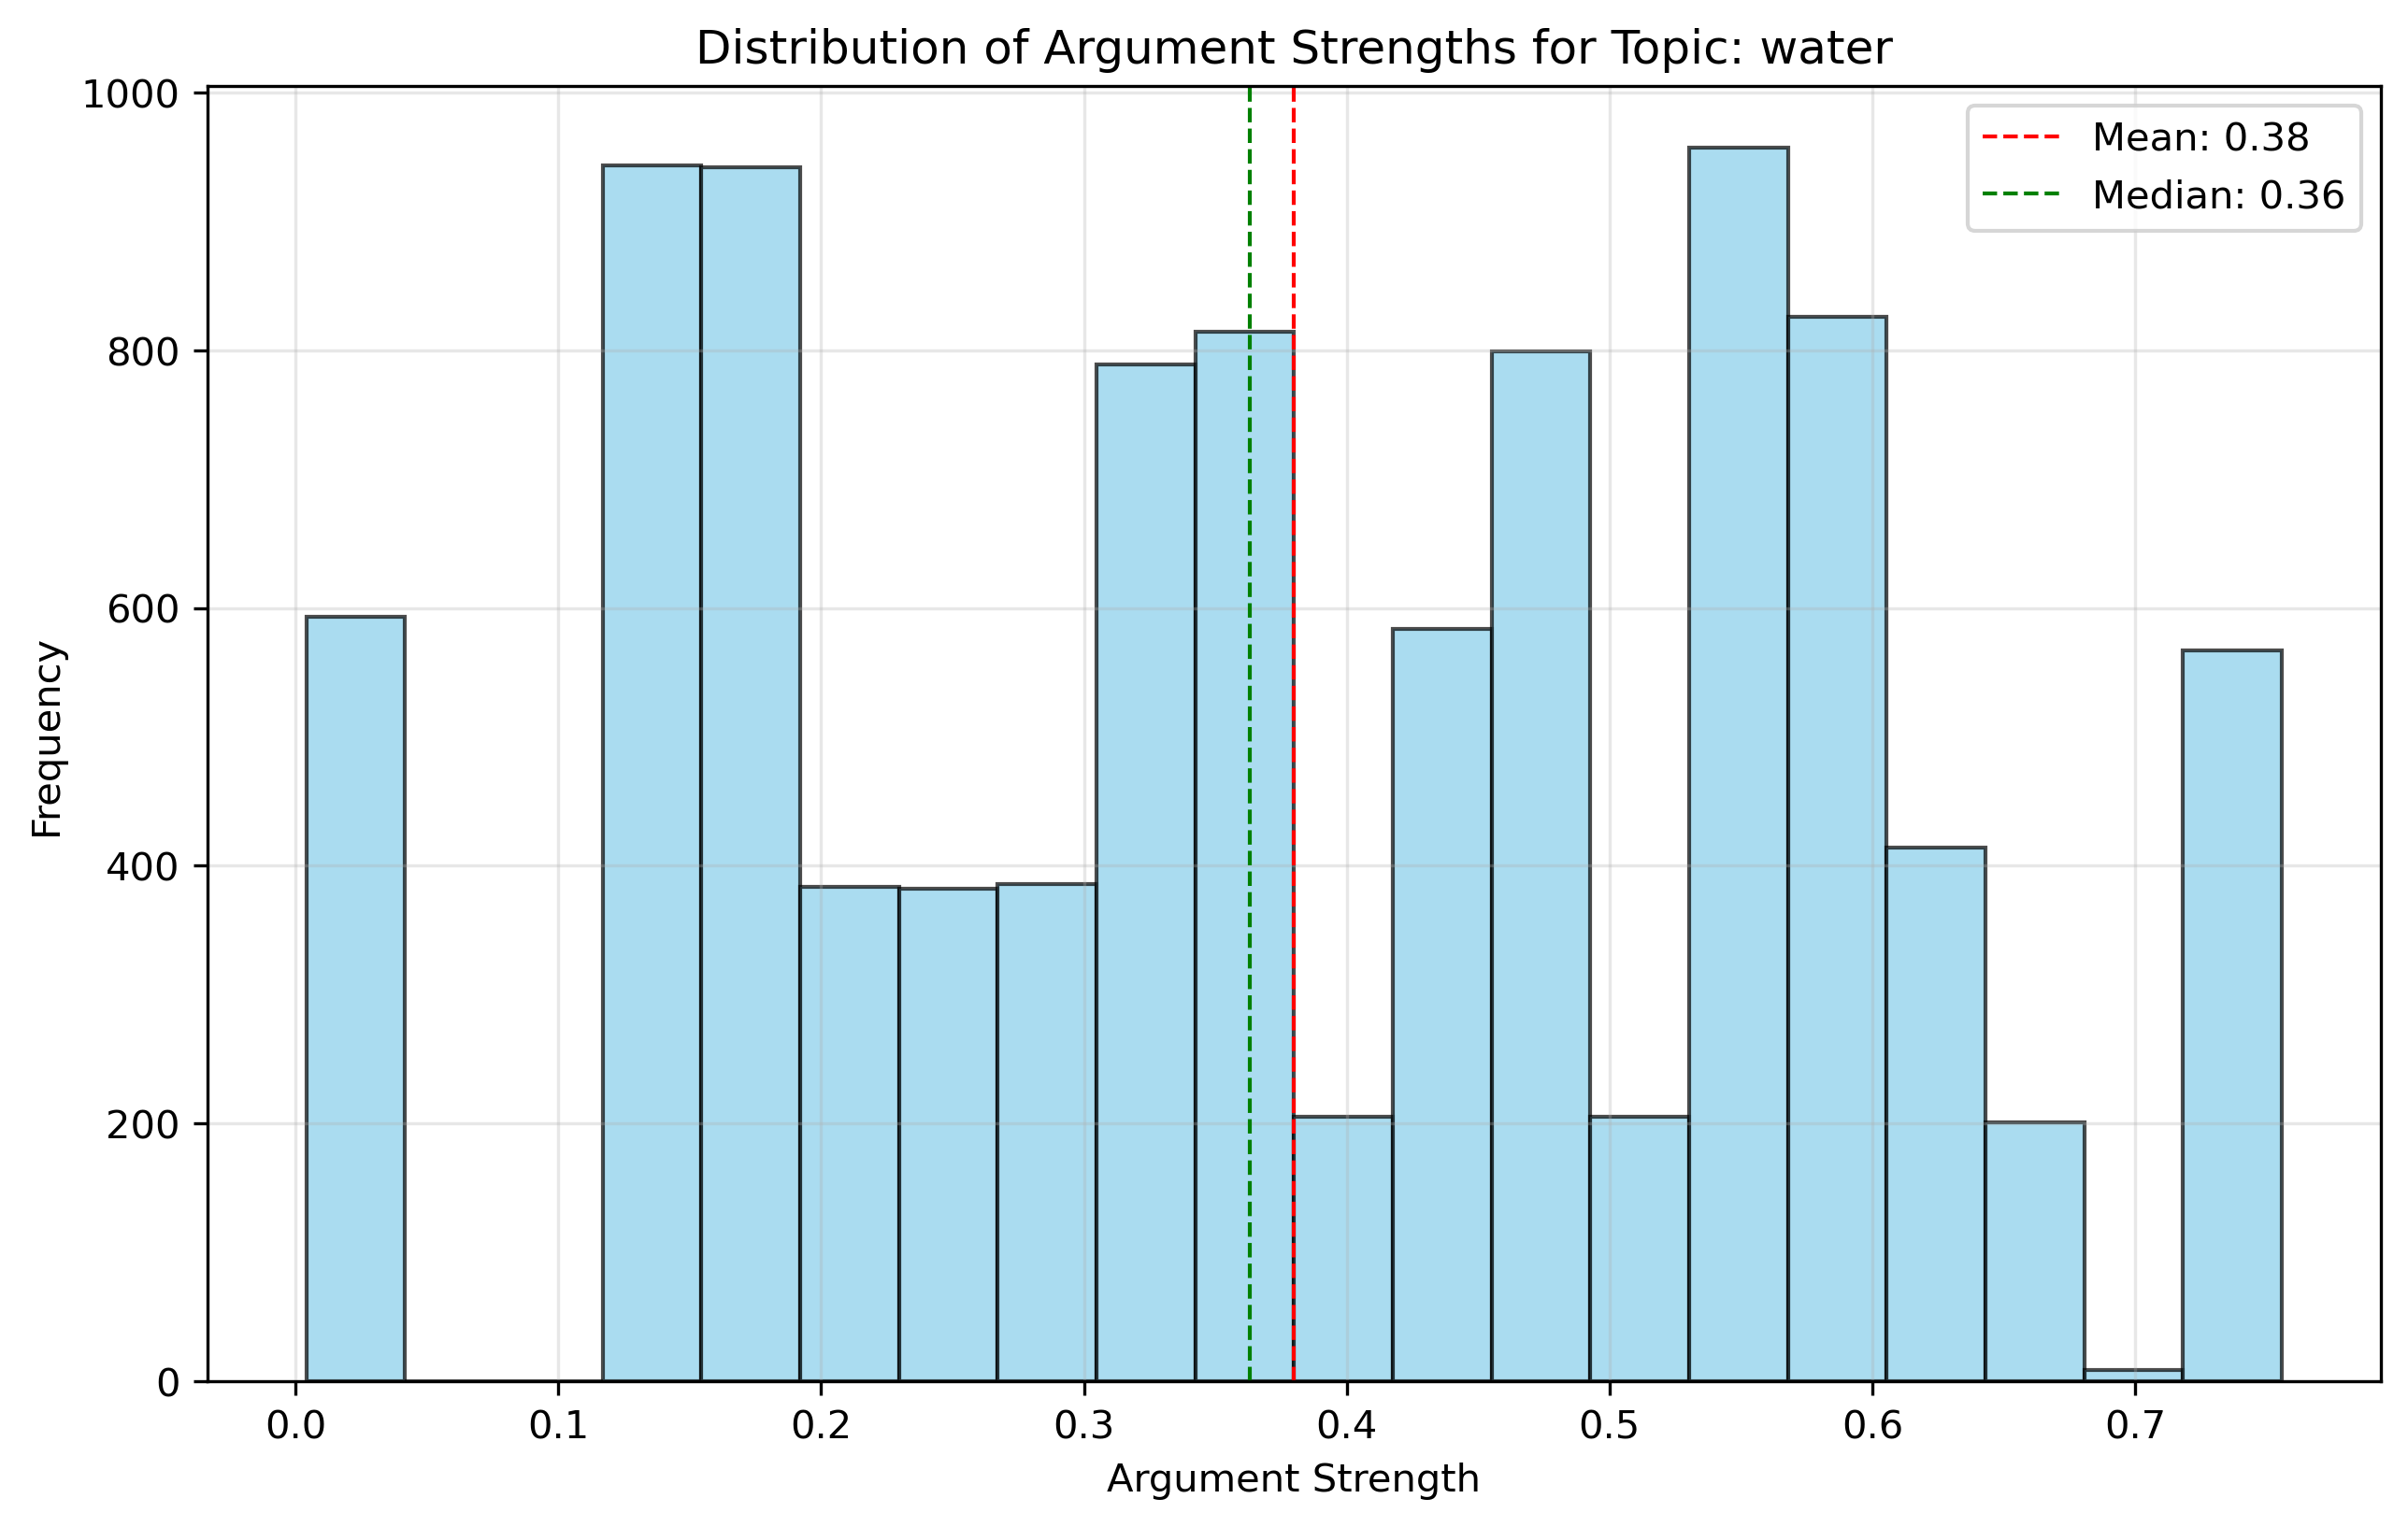 Distribution of Argument Strengths for Topic: water
1000
800
600
400
200
0
Frequency
Mean: 0.38
Median: 0.36
0.0 0.1 0.2 0.3 0.4 0.5 0.6 0.7
Argument Strength